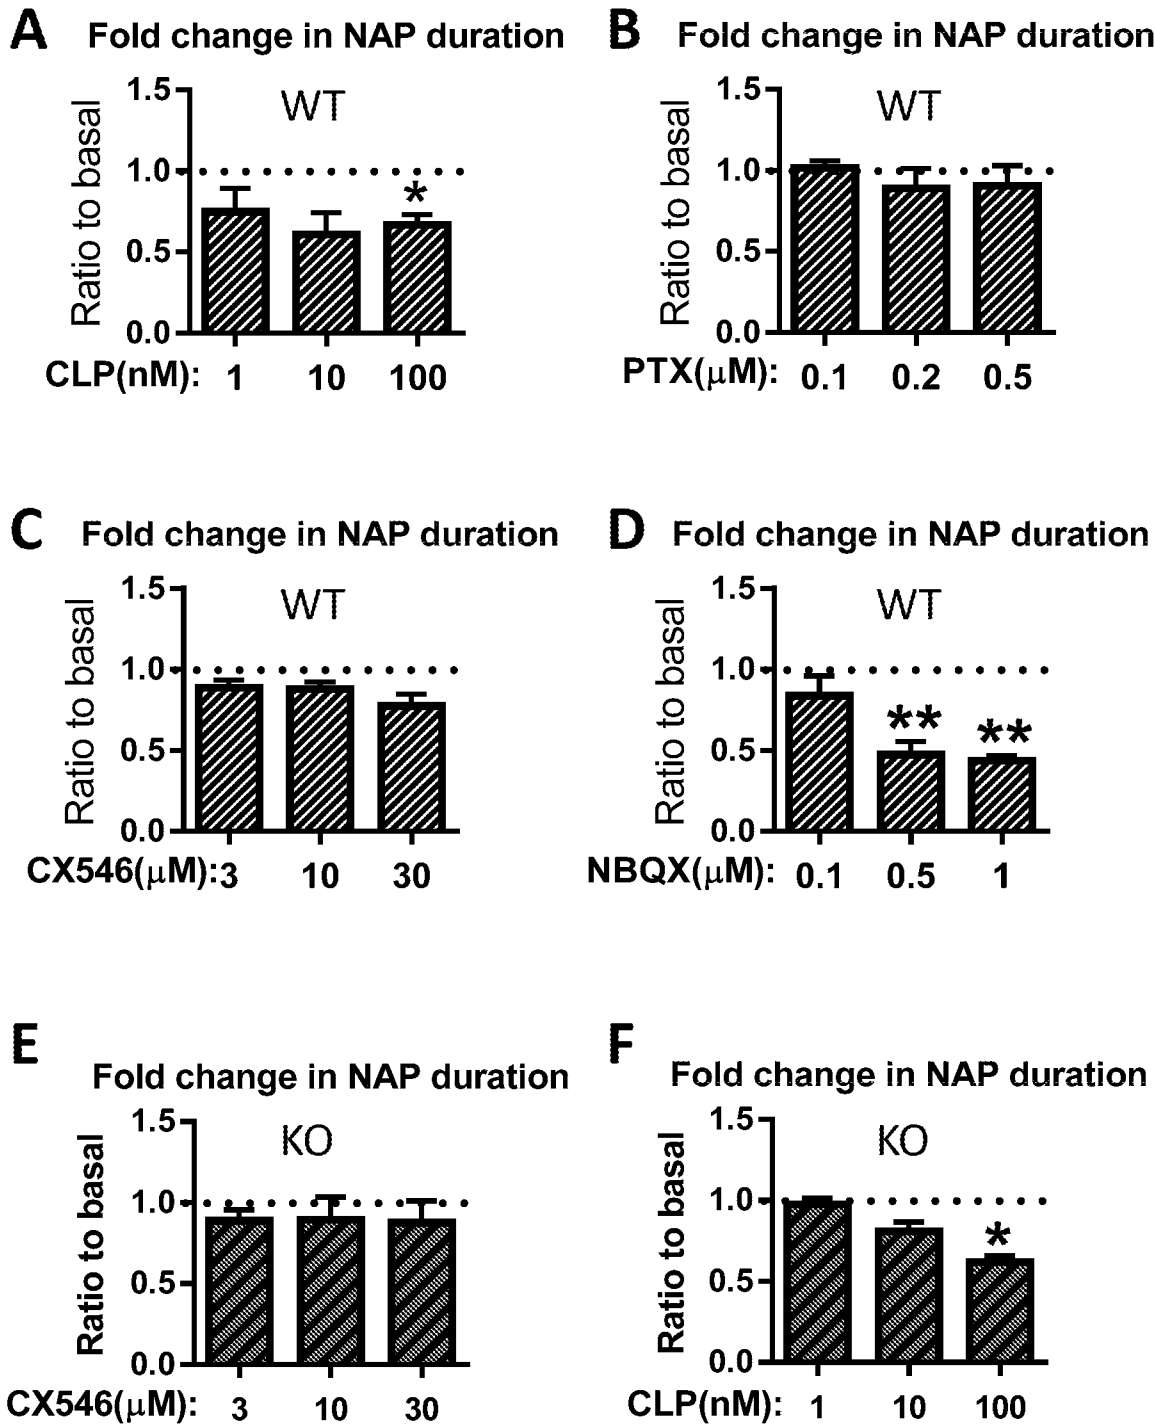 A Fold change in NAP duration
WT
Ratio to basal
1.5
1.0
0.5
0.0
*
CLP(nM): 1 10 100
B Fold change in NAP duration
WT
Ratio to basal
1.5
1.0
0.5
0.0
PTX(μM): 0.1 0.2 0.5
C Fold change in NAP duration
WT
Ratio to basal
1.5
1.0
0.5
0.0
CX546(μM): 3 10 30
D Fold change in NAP duration
WT
Ratio to basal
1.5
1.0
0.5
0.0
** **
NBQX(μM): 0.1 0.5 1
E
Fold change in NAP duration
KO
Ratio to basal
1.5
1.0
0.5
0.0
CX546(μM): 3 10 30
F
Fold change in NAP duration
KO
Ratio to basal
1.5
1.0
0.5
0.0
*
CLP(nM): 1 10 100